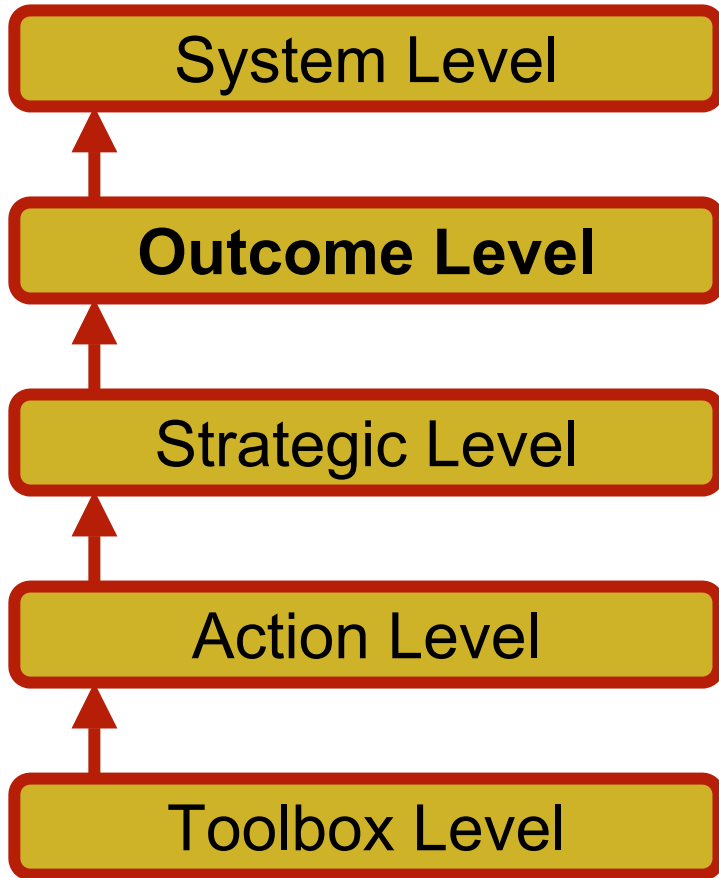 System Level
Outcome Level
Strategic Level
Action Level
Toolbox Level